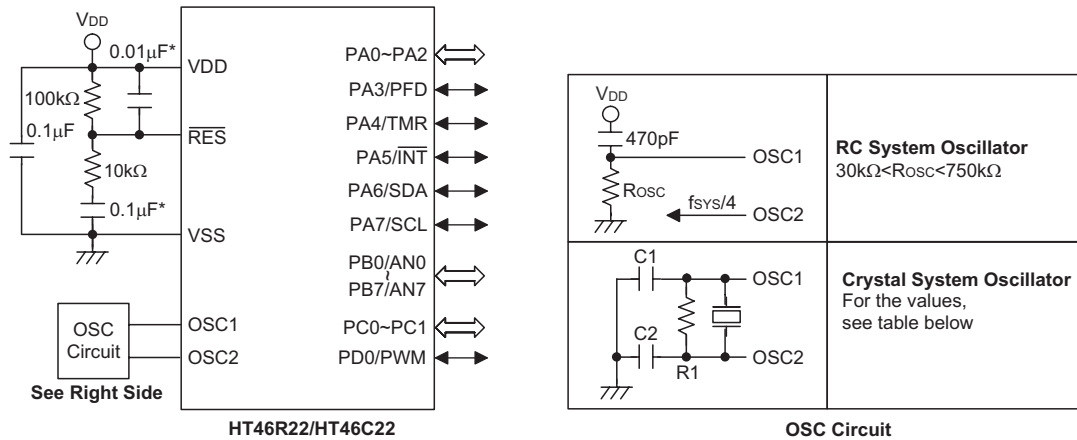 VDD
0.01µF*
VDD
100kΩ
0.1µF
RES
10kΩ
0.1µF*
VSS
OSC
Circuit
OSC1
OSC2
See Right Side
PA0~PA2
PA3/PFD
PA4/TMR
PA5/INT
PA6/SDA
PA7/SCL
PB0/AN0
~
PB7/AN7
PC0~PC1
PD0/PWM
HT46R22/HT46C22
VDD
470pF
OSC1
ROSC
fSYS/4
OSC2
RC System Oscillator
30kΩ<ROSC<750kΩ
C1
OSC1
C2
R1
OSC2
Crystal System Oscillator
For the values,
see table below
OSC Circuit